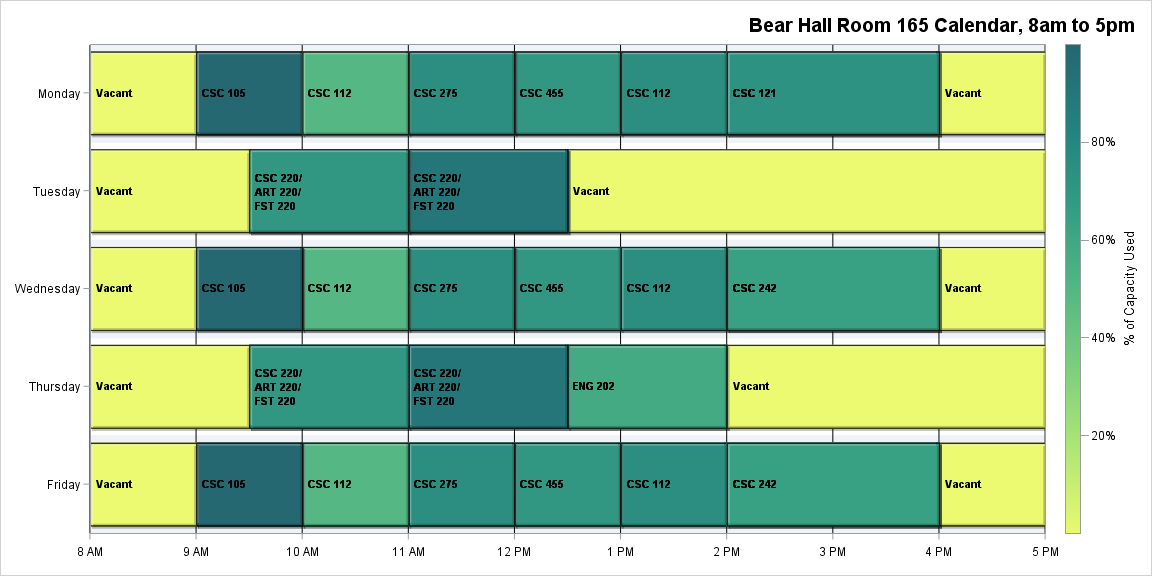 Bear Hall Room 165 Calendar, 8am to 5pm
Monday
Vacant
CSC 105
CSC 112
CSC 275
CSC 455
CSC 112
CSC 121
Vacant
Tuesday
Vacant
CSC 220/
ART 220/
FST 220
CSC 220/
ART 220/
FST 220
Vacant
Wednesday
Vacant
CSC 105
CSC 112
CSC 275
CSC 455
CSC 112
CSC 242
Vacant
Thursday
Vacant
CSC 220/
ART 220/
FST 220
CSC 220/
ART 220/
FST 220
ENG 202
Vacant
Friday
Vacant
CSC 105
CSC 112
CSC 275
CSC 455
CSC 112
CSC 242
Vacant
8 AM
9 AM
10 AM
11 AM
12 PM
1 PM
2 PM
3 PM
4 PM
5 PM
80%
60%
40%
20%
% of Capacity Used